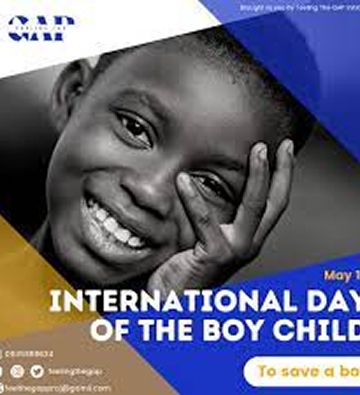 Brought to you by Feeling The GAP
GAP
May 1
INTERNATIONAL DAY
OF THE BOY CHILD
feelingthegap
To save a bo